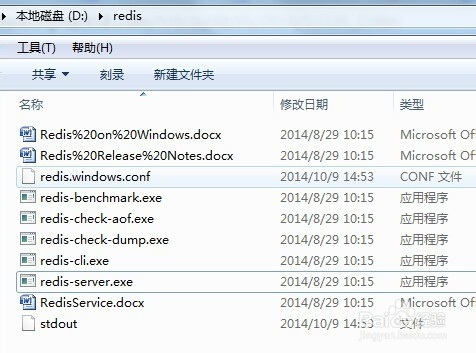 本地磁盘 (D:) redis
工具(T) 帮助(H)
共享 刻录 新建文件夹
名称 修改日期 类型
Redis%20on%20Windows.docx 2014/8/29 10:15 Microsoft Of
Redis%20Release%20Notes.docx 2014/8/29 10:15 Microsoft Of
redis.windows.conf 2014/10/9 14:53 CONF 文件
redis-benchmark.exe 2014/8/29 10:15 应用程序
redis-check-aof.exe 2014/8/29 10:15 应用程序
redis-check-dump.exe 2014/8/29 10:15 应用程序
redis-cli.exe 2014/8/29 10:15 应用程序
redis-server.exe 2014/8/29 10:15 应用程序
RedisService.docx 2014/8/29 10:15 Microsoft Of
stdout 2014/10/9 14:53 文件
Baidu经验